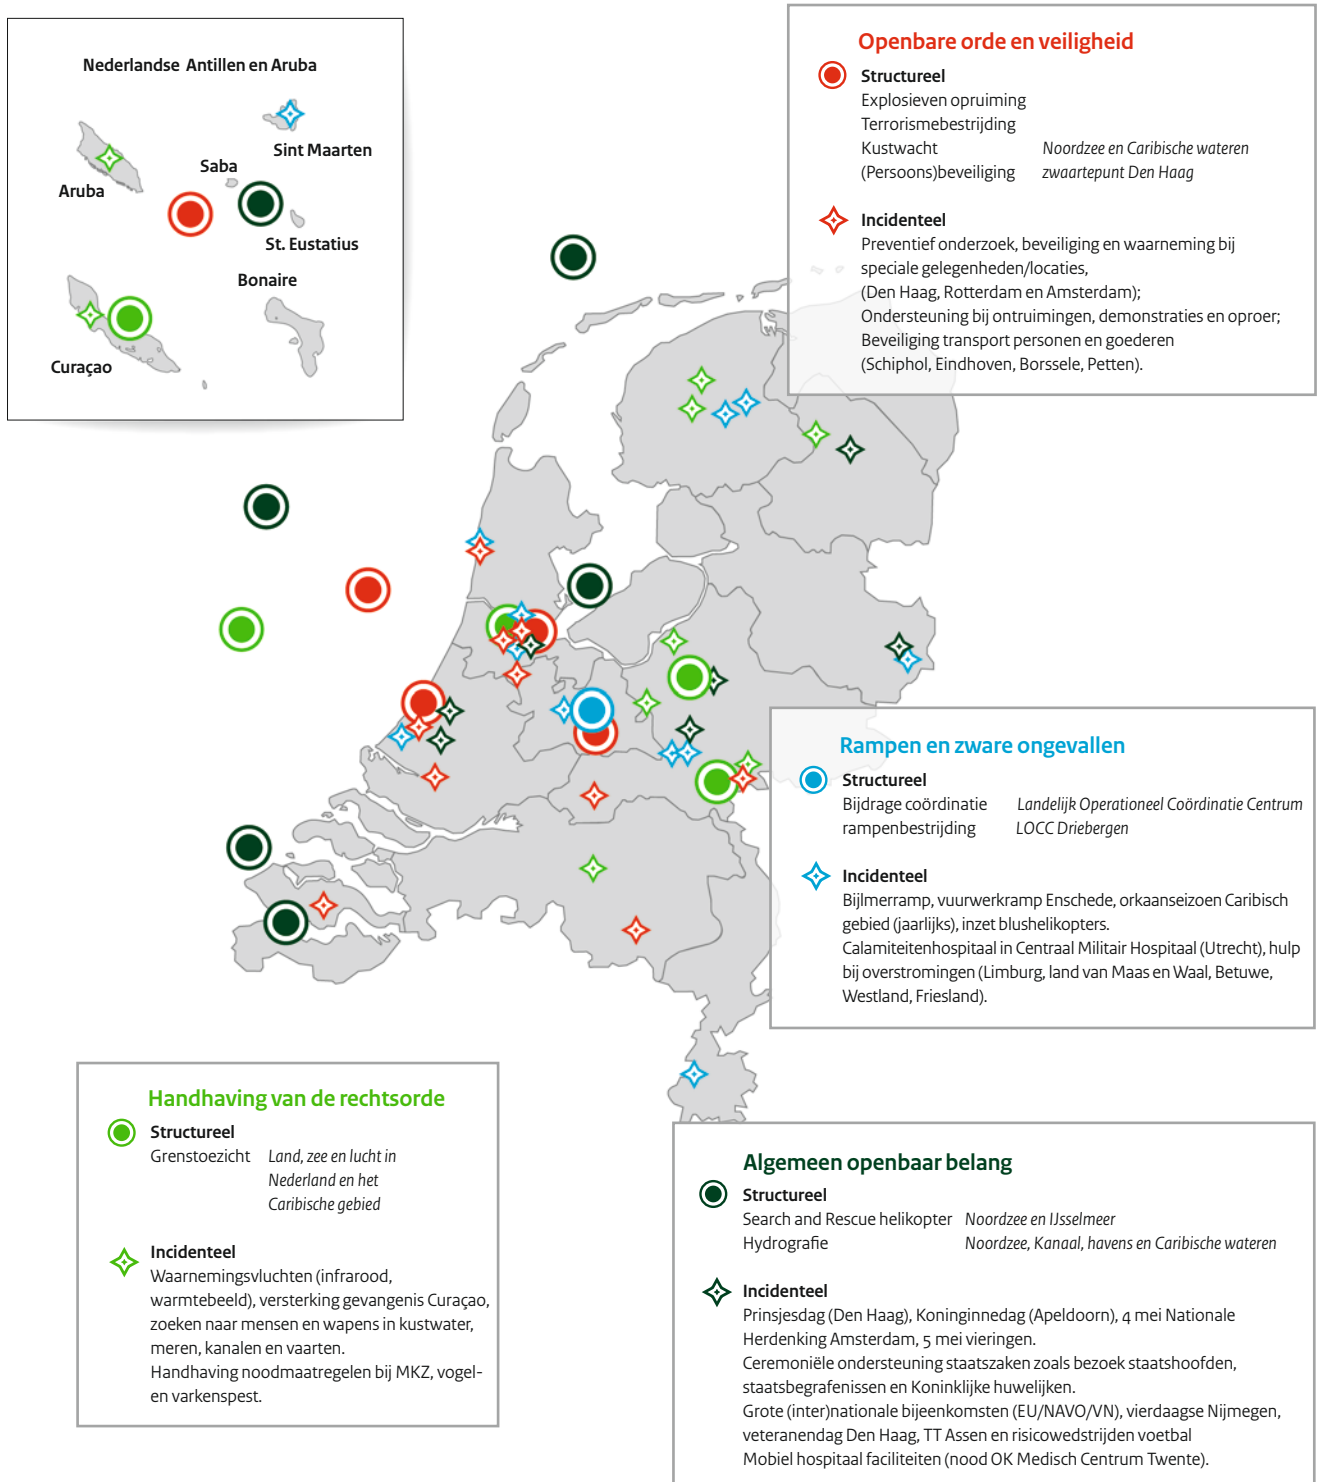 Nederlandse Antillen en Aruba
Sint Maarten
Saba
Aruba
St. Eustatius
Bonaire
Curaçao
Openbare orde en veiligheid
Structureel
Explosieven opruiming
Terrorismebestrijding
Kustwacht Noordzee en Caribische wateren
(Persoons)beveiliging zwaartepunt Den Haag
Incidenteel
Preventief onderzoek, beveiliging en waarneming bij
speciale gelegenheden/locaties,
(Den Haag, Rotterdam en Amsterdam);
Ondersteuning bij ontruimingen, demonstraties en oproer;
Beveiliging transport personen en goederen
(Schiphol, Eindhoven, Borssele, Petten).
Rampen en zware ongevallen
Structureel
Bijdrage coördinatie Landelijk Operationeel Coördinatie Centrum
rampenbestrijding LOCC Driebergen
Incidenteel
Bijlmerramp, vuurwerkramp Enschede, orkaanseizoen Caribisch
gebied (jaarlijks), inzet blushelikopters.
Calamiteitenhospitaal in Centraal Militair Hospitaal (Utrecht), hulp
bij overstromingen (Limburg, land van Maas en Waal, Betuwe,
Westland, Friesland).
Handhaving van de rechtsorde
Structureel
Grenstoezicht Land, zee en lucht in
Nederland en het
Caribische gebied
Incidenteel
Waarnemingsvluchten (infrarood,
warmtebeeld), versterking gevangenis Curaçao,
zoeken naar mensen en wapens in kustwater,
meren, kanalen en vaarten.
Handhaving noodmaatregelen bij MKZ, vogel-
en varkenspest.
Algemeen openbaar belang
Structureel
Search and Rescue helikopter Noordzee en IJsselmeer
Hydrografie Noordzee, Kanaal, havens en Caribische wateren
Incidenteel
Prinsjesdag (Den Haag), Koninginnedag (Apeldoorn), 4 mei Nationale
Herdenking Amsterdam, 5 mei vieringen.
Ceremoniële ondersteuning staatszaken zoals bezoek staatshoofden,
staatsbegrafenissen en Koninklijke huwelijken.
Grote (inter)nationale bijeenkomsten (EU/NAVO/VN), vierdaagse Nijmegen,
veteranendag Den Haag, TT Assen en risicowedstrijden voetbal
Mobiel hospitaal faciliteiten (nood OK Medisch Centrum Twente).